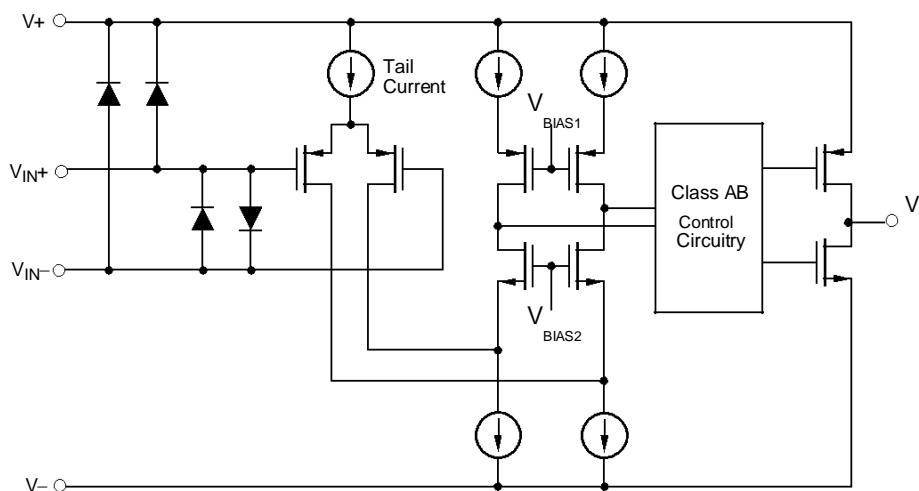 V+
Tail
Current
V
BIAS1
VIN+
Class AB
Control
Circuitry
V
VIN−
V
BIAS2
V−